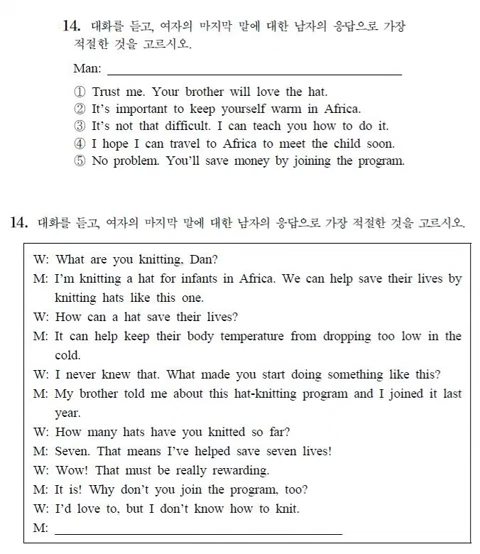 14. 대화를 듣고, 여자의 마지막 말에 대한 남자의 응답으로 가장
적절한 것을 고르시오.
Man: ____________________
① Trust me. Your brother will love the hat.
② It's important to keep yourself warm in Africa.
③ It's not that difficult. I can teach you how to do it.
④ I hope I can travel to Africa to meet the child soon.
⑤ No problem. You'll save money by joining the program.
14. 대화를 듣고, 여자의 마지막 말에 대한 남자의 응답으로 가장 적절한 것을 고르시오.
W: What are you knitting, Dan?
M: I'm knitting a hat for infants in Africa. We can help save their lives by
knitting hats like this one.
W: How can a hat save their lives?
M: It can help keep their body temperature from dropping too low in the
cold.
W: I never knew that. What made you start doing something like this?
M: My brother told me about this hat-knitting program and I joined it last
year.
W: How many hats have you knitted so far?
M: Seven. That means I've helped save seven lives!
W: Wow! That must be really rewarding.
M: It is! Why don't you join the program, too?
W: I'd love to, but I don't know how to knit.
M: ____________________